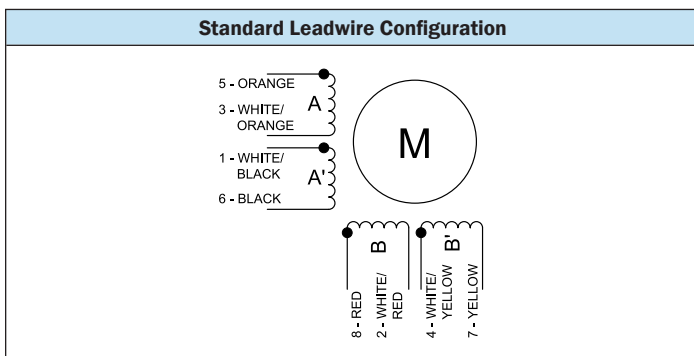 Standard Leadwire Configuration
5 - ORANGE
3 - WHITE/
ORANGE
A
1 - WHITE/
BLACK
6 - BLACK
A'
M
B
B'
8 - RED
2 - WHITE/
RED
4 - WHITE/
YELLOW
7 - YELLOW